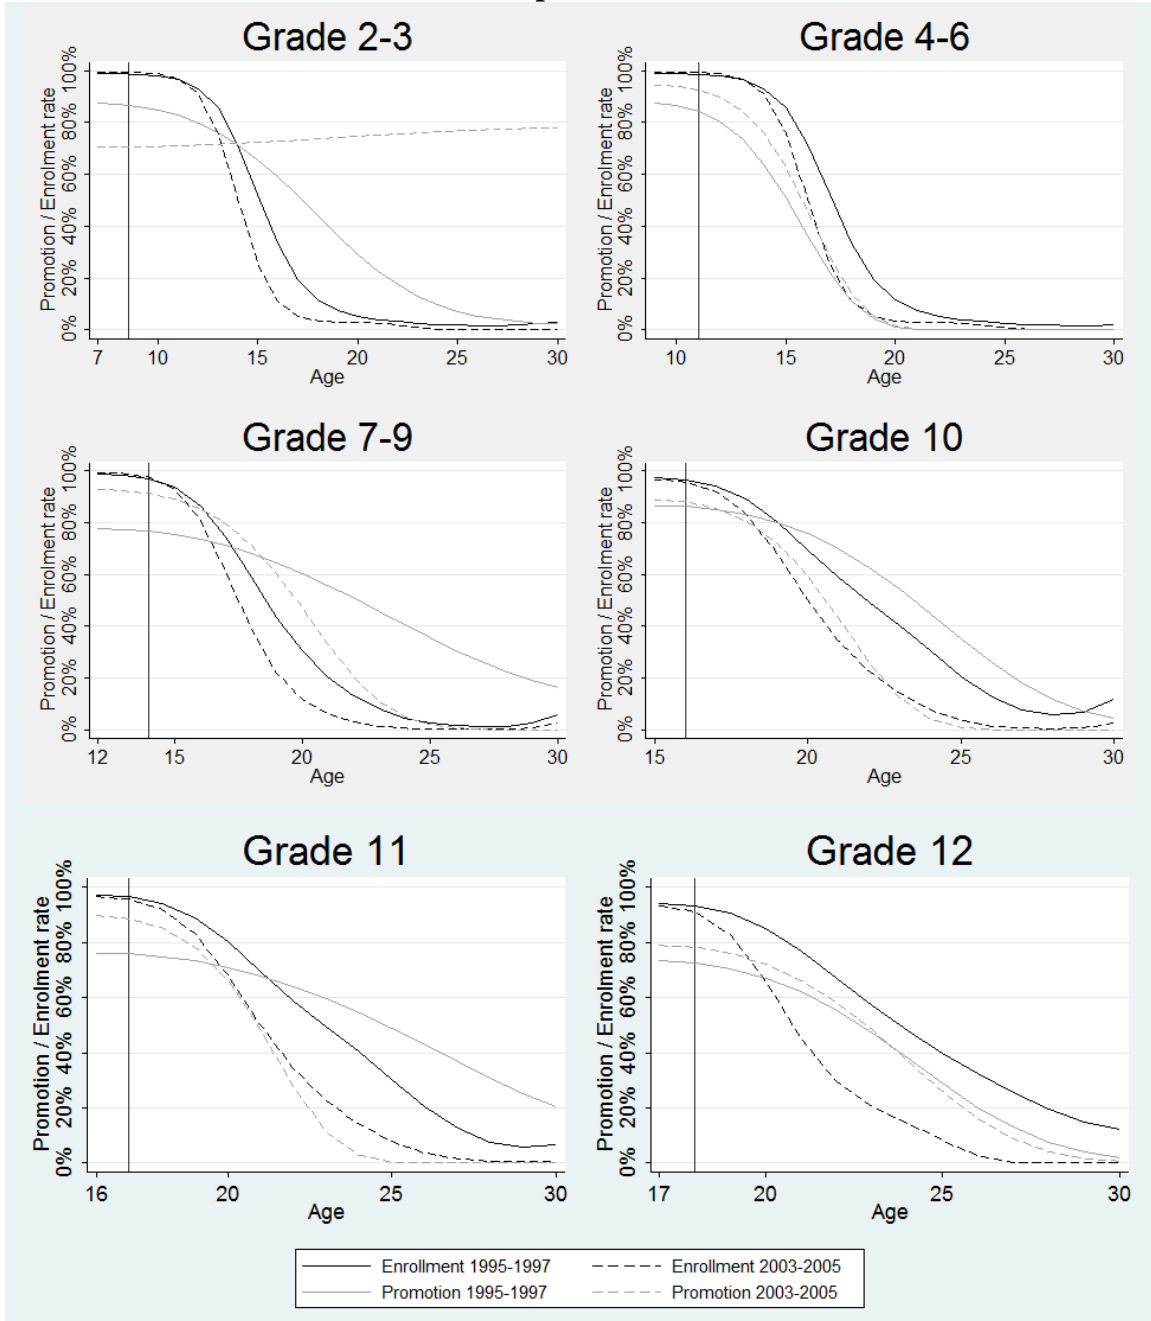 Grade 2-3
Grade 4-6
Promotion / Enrolment rate
0% 20% 40% 60% 80% 100%
7 10 15 20 25 30
Age
Promotion / Enrolment rate
0% 20% 40% 60% 80% 100%
10 15 20 25 30
Age
Grade 7-9
Grade 10
Promotion / Enrolment rate
0% 20% 40% 60% 80% 100%
12 15 20 25 30
Age
Promotion / Enrolment rate
0% 20% 40% 60% 80% 100%
15 20 25 30
Age
Grade 11
Grade 12
Promotion / Enrolment rate
0% 20% 40% 60% 80% 100%
16 20 25 30
Age
Promotion / Enrolment rate
0% 20% 40% 60% 80% 100%
17 20 25 30
Age
Enrollment 1995-1997
Enrollment 2003-2005
Promotion 1995-1997
Promotion 2003-2005